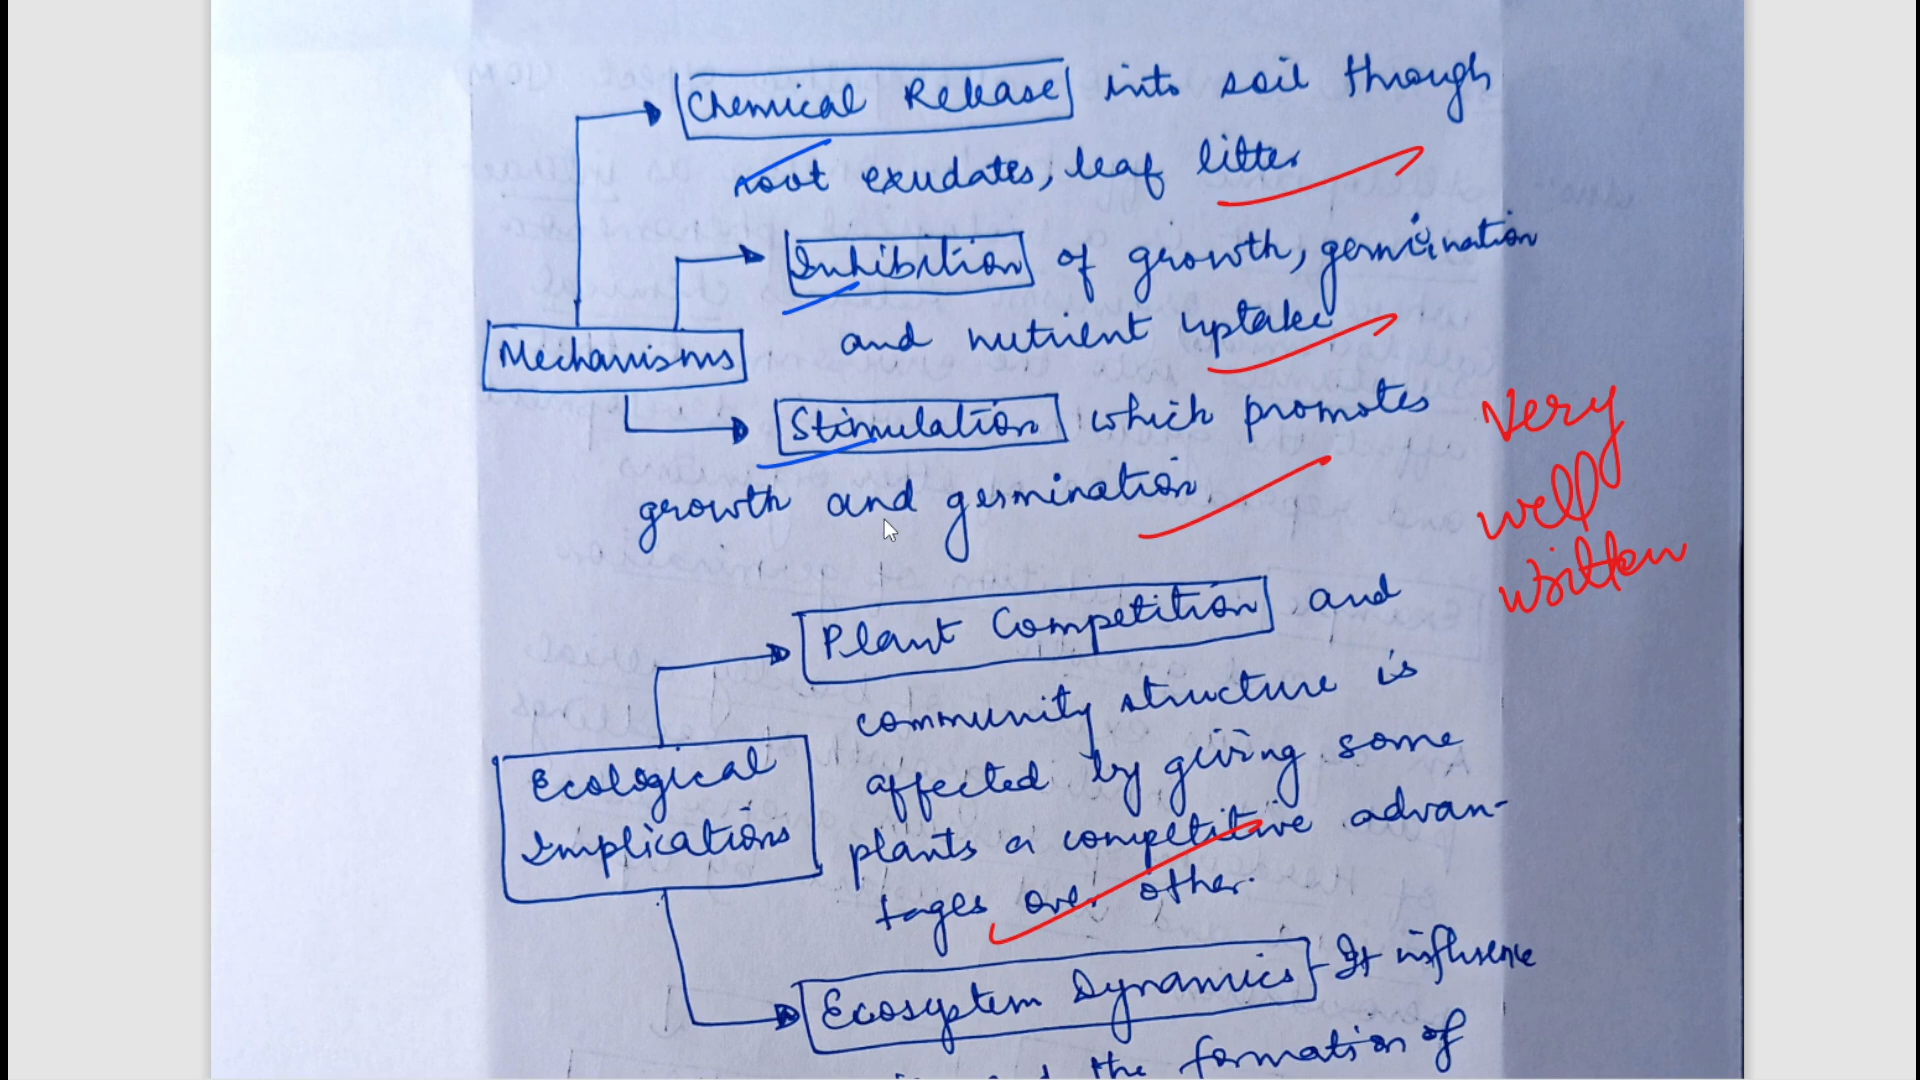 Chemical Release into soil through
root exudates, leaf litter
Inhibition of growth, germination
and nutrient uptake
Mechanisms
Stimulation which promotes
growth and germination
Very
well
written
Plant Competition and
community structure is
affected by giving some
plants a competitive advan-
tages over other.
Ecological
Implications
Ecosystem Dynamics - It influence
the formation of